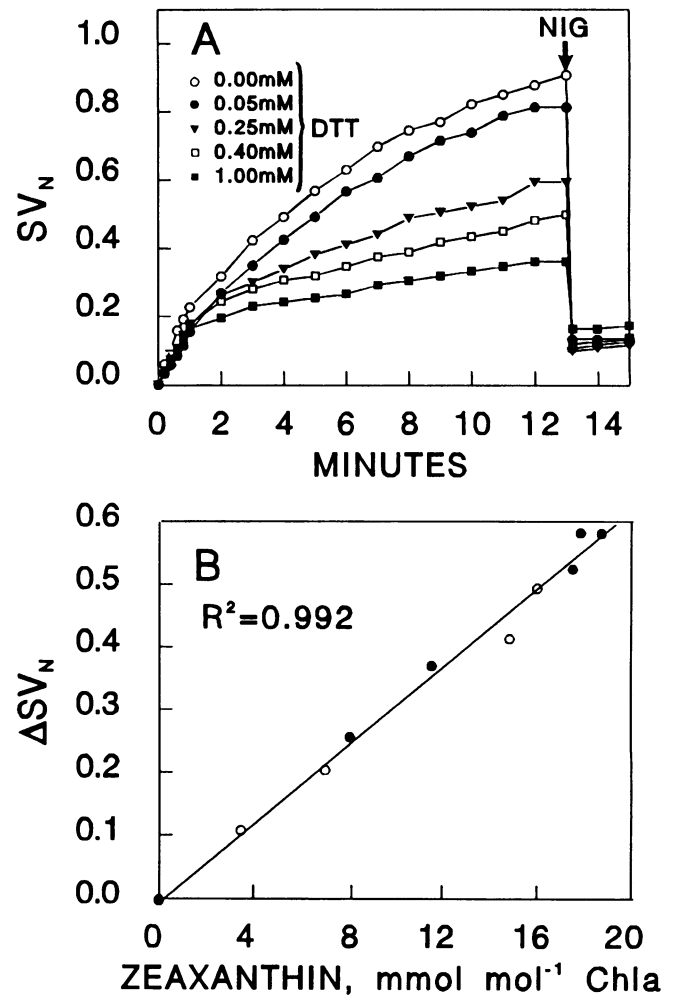 A
NIG
1.0
0.8
0.6
0.4
0.2
0.0
SV_N
0.00mM
0.05mM
0.25mM
0.40mM
1.00mM
DTT
0 2 4 6 8 10 12 14
MINUTES
B
R²=0.992
0.6
0.5
0.4
0.3
0.2
0.1
0.0
ΔSV_N
0 4 8 12 16 20
ZEAXANTHIN, mmol mol⁻¹ Chla